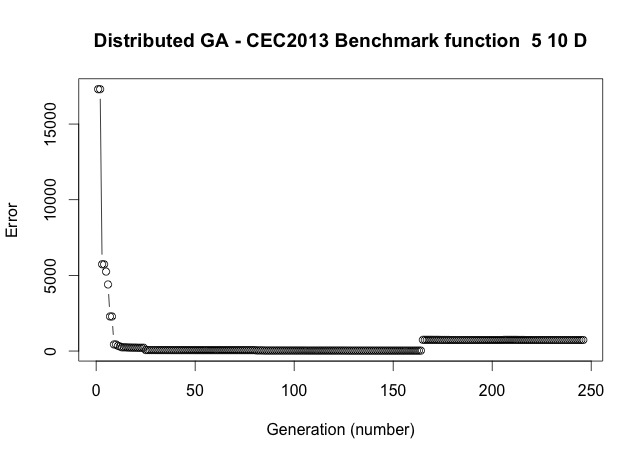 Distributed GA - CEC2013 Benchmark function  5 10 D
Error
15000
10000
5000
0
0 50 100 150 200 250
Generation (number)